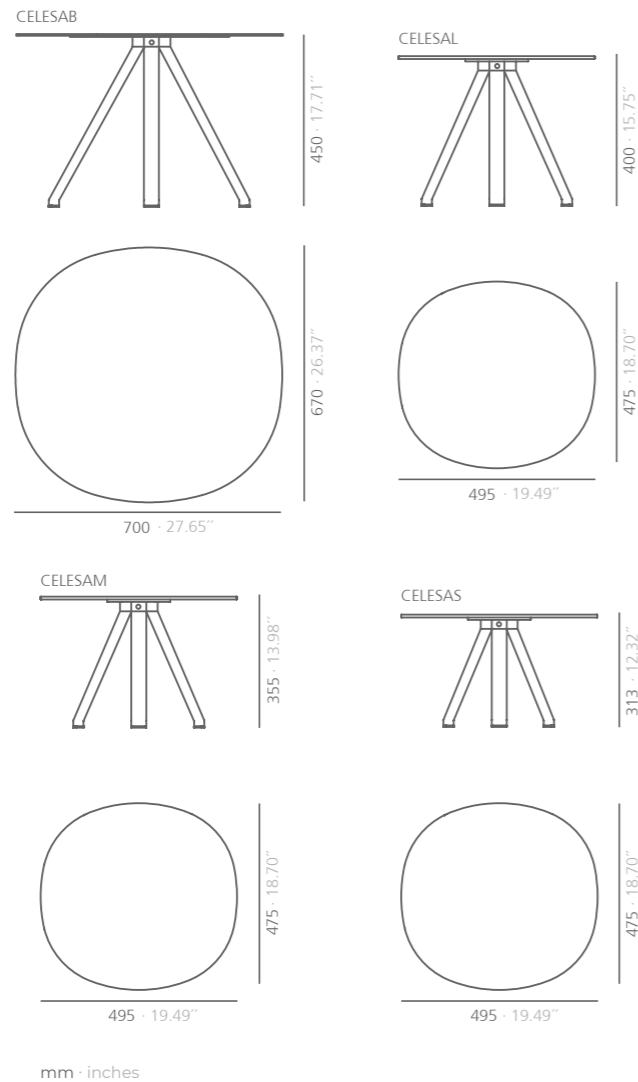 CELESAB
450 · 17.71″
670 · 26.37″
700 · 27.65″
CELESAL
400 · 15.75″
475 · 18.70″
495 · 19.49″
CELESAM
355 · 13.98″
475 · 18.70″
495 · 19.49″
CELESAS
313 · 12.32″
475 · 18.70″
495 · 19.49″
mm · inches